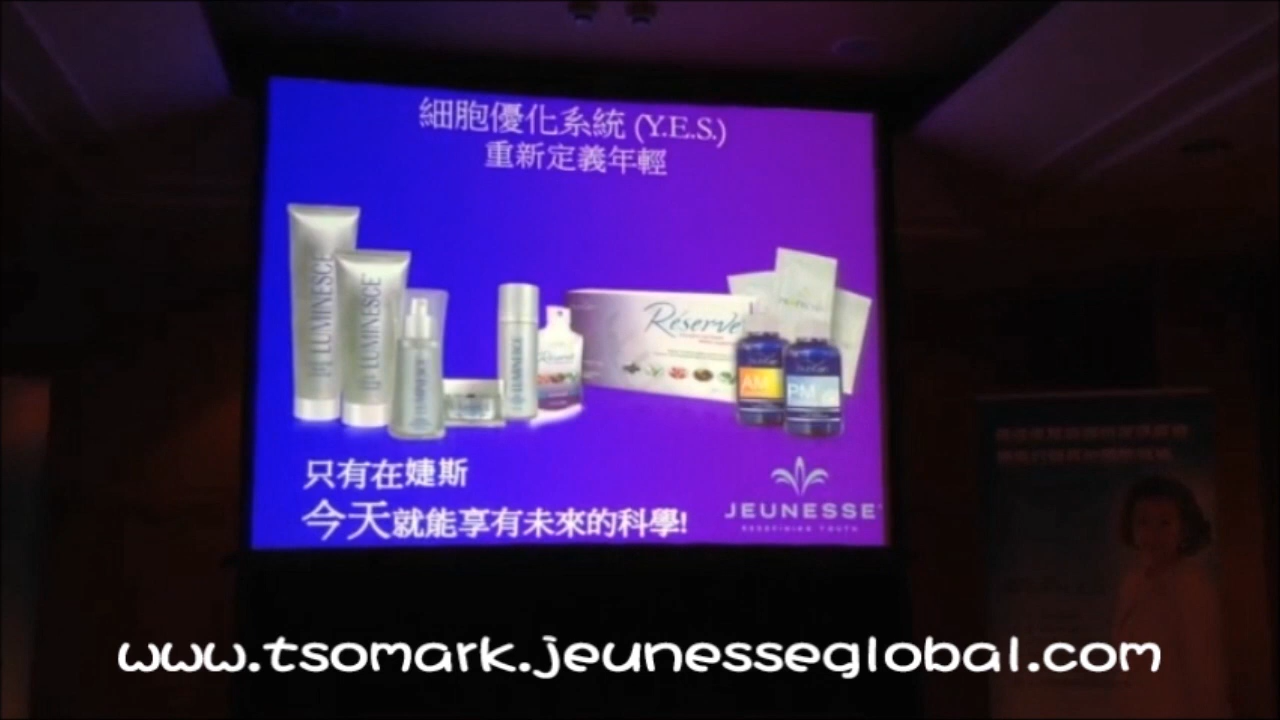 細胞優化系統 (Y.E.S.)
重新定義年輕
LUMINESCE
LUMINESCE
LUMINESCE
Réserve
Réserve
AM
PM
只有在婕斯
今天就能享有未來的科學!
JEUNESSE
REDEFINING YOUTH
www.tsomark.jeunesseglobal.com